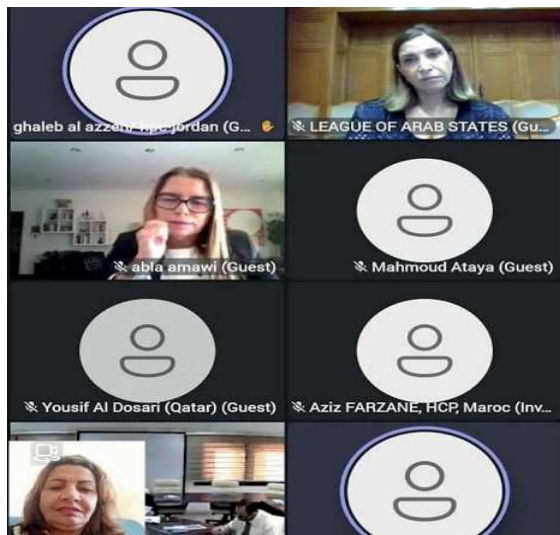 ghaleb al azzeh/ hpc jordan (G...
LEAGUE OF ARAB STATES (Gu...
abla amawi (Guest)
Mahmoud Ataya (Guest)
Yousif Al Dosari (Qatar) (Guest)
Aziz FARZANE, HCP, Maroc (Inv...